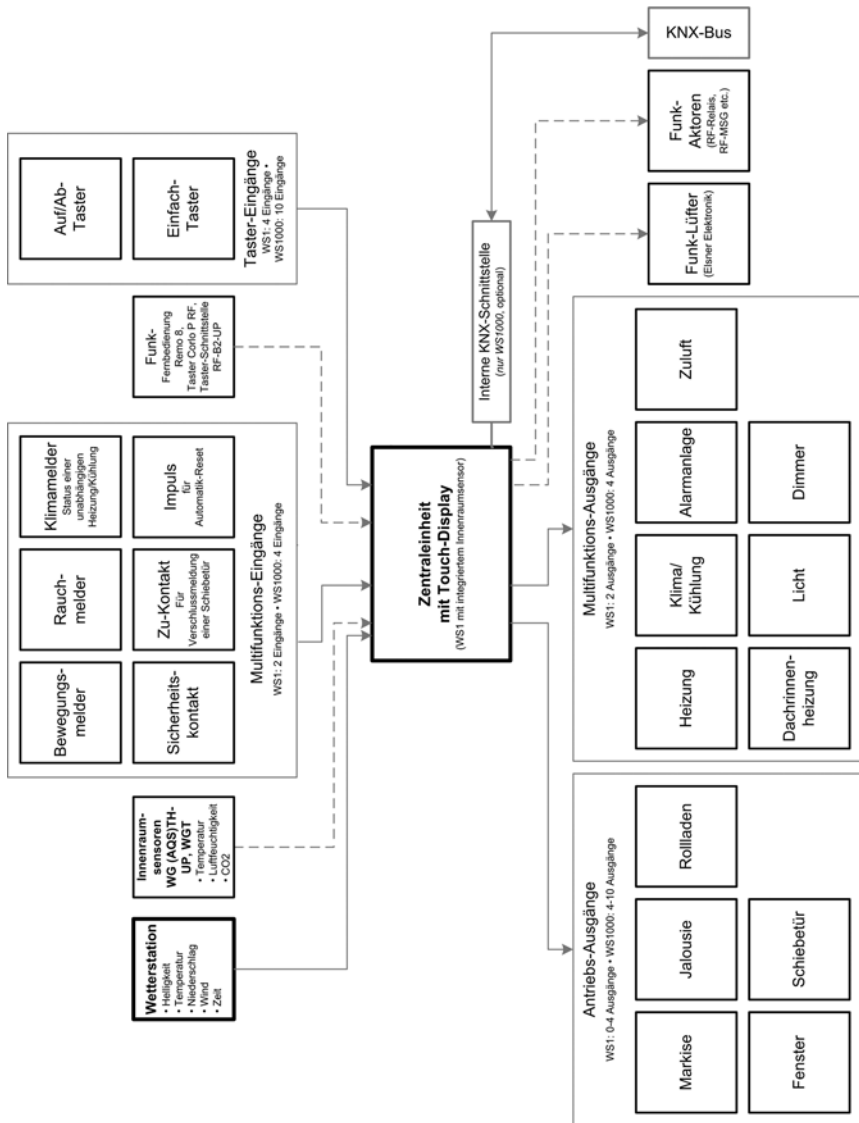 Wetterstation
• Helligkeit
• Temperatur
• Niederschlag
• Wind
• Zeit
Innenraum-
sensoren
WG (AQS)TH-
UP, WGT
• Temperatur
• Luftfeuchtigkeit
• CO2
Bewegungs-
melder
Rauch-
melder
Klimamelder
Status einer
unabhängigen
Heizung/Kühlung
Sicherheits-
kontakt
Zu-Kontakt
Für
Verschlussmeldung
einer Schiebetür
Impuls
für
Automatik-Reset
Multifunktions-Eingänge
WS1: 2 Eingänge • WS1000: 4 Eingänge
Funk-
Fernbedienung
Remo 8,
Taster Corlo P RF,
Taster-Schnittstelle
RF-B2-UP
Auf/Ab-
Taster
Einfach-
Taster
Taster-Eingänge
WS1: 4 Eingänge •
WS1000: 10 Eingänge
Zentraleinheit
mit Touch-Display
(WS1 mit integriertem Innenraumsensor)
Interne KNX-Schnittstelle
(nur WS1000, optional)
Antriebs-Ausgänge
WS1: 0-4 Ausgänge • WS1000: 4-10 Ausgänge
Markise
Jalousie
Rollladen
Fenster
Schiebetür
Multifunktions-Ausgänge
WS1: 2 Ausgänge • WS1000: 4 Ausgänge
Heizung
Klima/
Kühlung
Alarmanlage
Zuluft
Dachrinnen-
heizung
Licht
Dimmer
Funk-Lüfter
(Elsner Elektronik)
Funk-
Aktoren
(RF-Relais,
RF-MSG etc.)
KNX-Bus